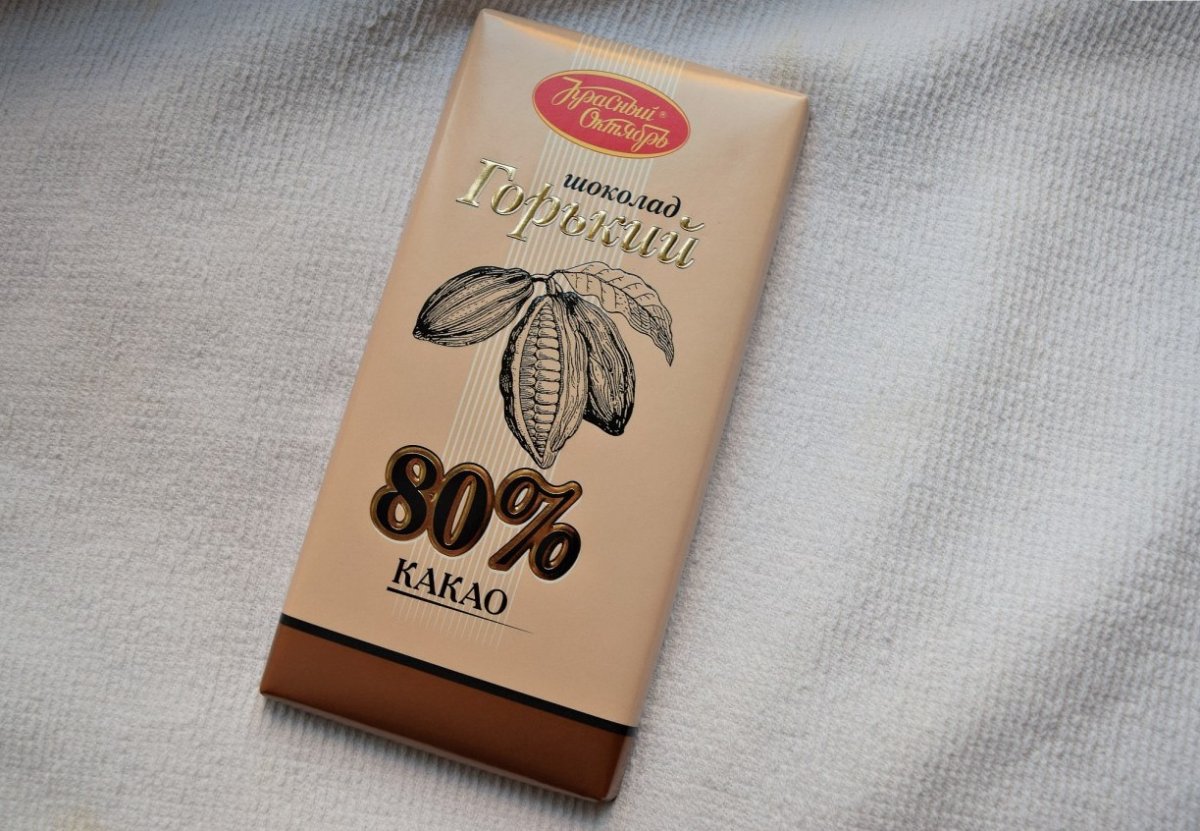 Красный®
Октябрь
шоколад
Горький
80%
КАКАО